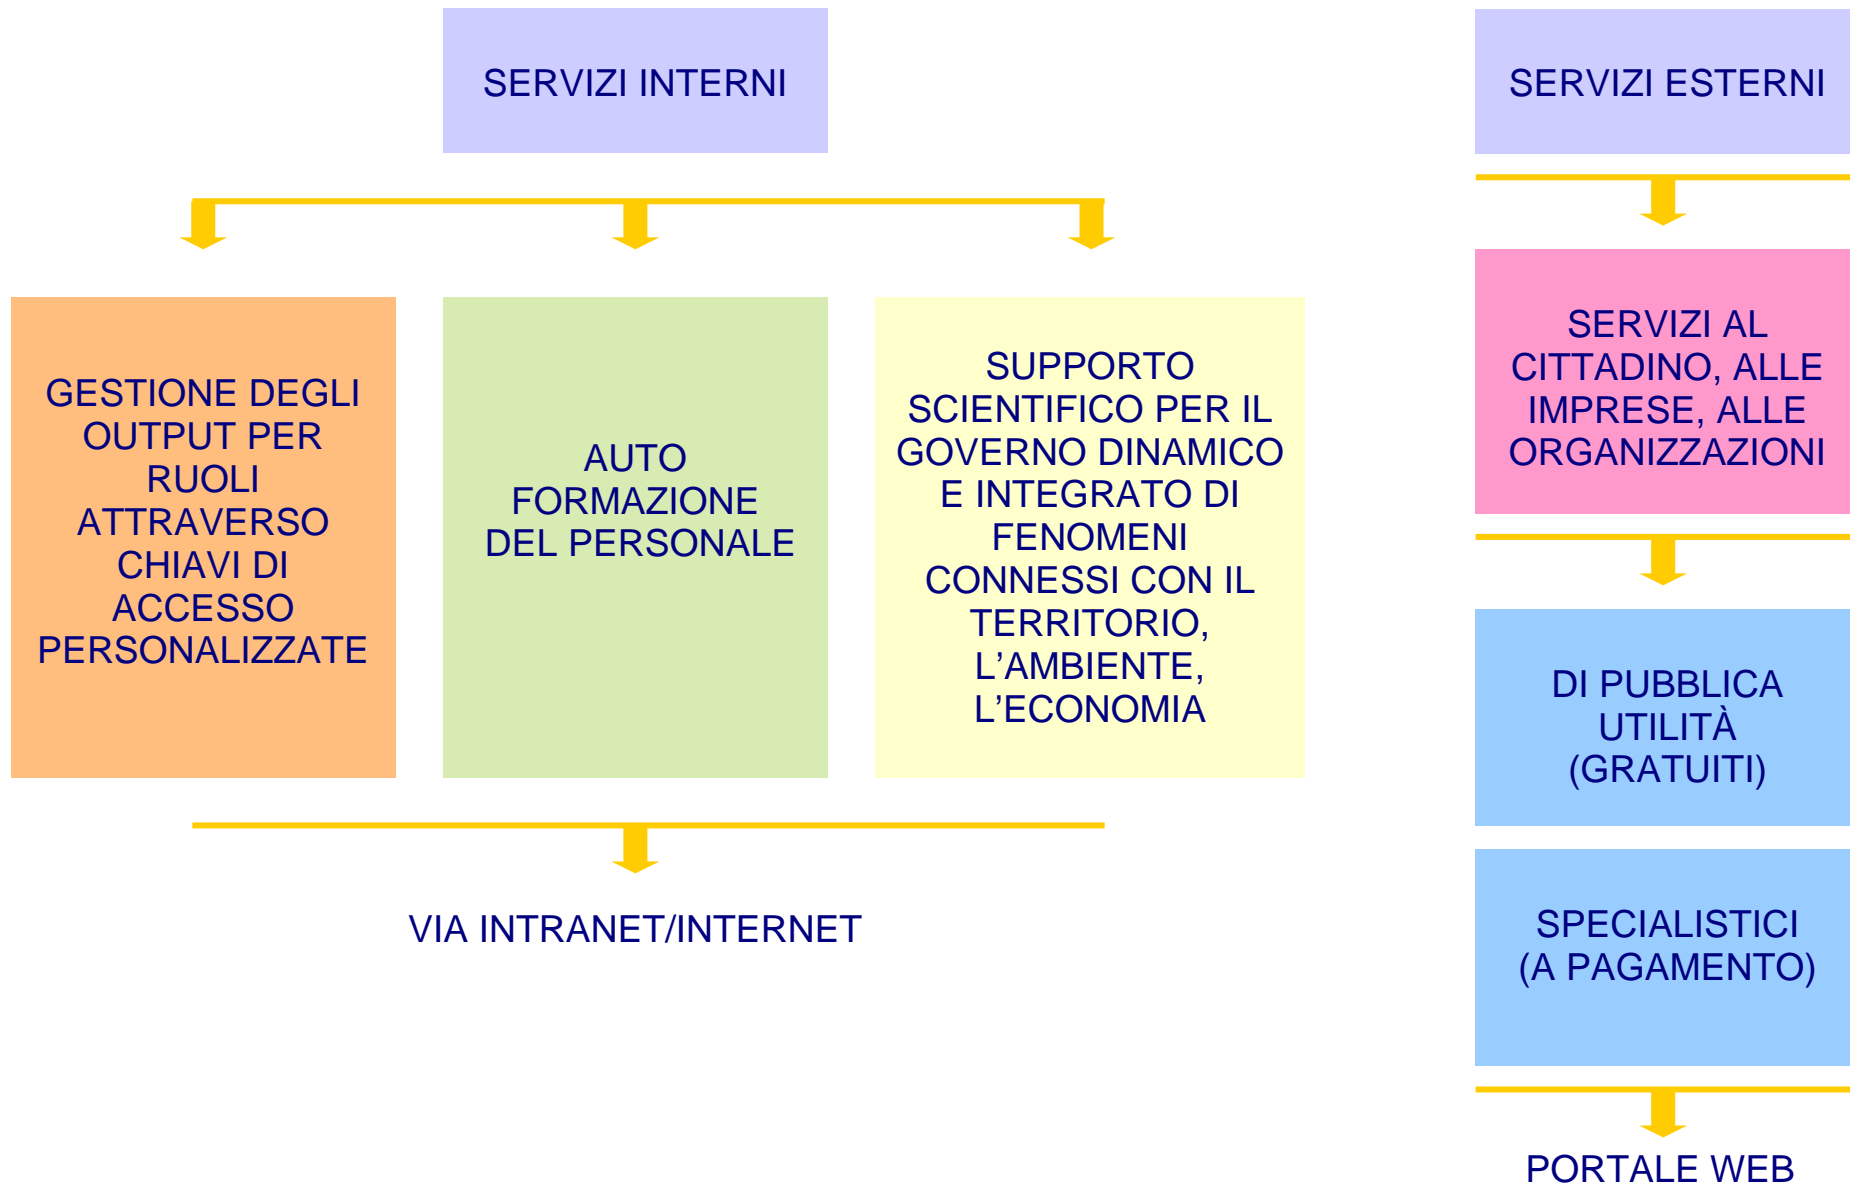 SERVIZI INTERNI
GESTIONE DEGLI
OUTPUT PER
RUOLI
ATTRAVERSO
CHIAVI DI
ACCESSO
PERSONALIZZATE
AUTO
FORMAZIONE
DEL PERSONALE
SUPPORTO
SCIENTIFICO PER IL
GOVERNO DINAMICO
E INTEGRATO DI
FENOMENI
CONNESSI CON IL
TERRITORIO,
L’AMBIENTE,
L’ECONOMIA
VIA INTRANET/INTERNET
SERVIZI ESTERNI
SERVIZI AL
CITTADINO, ALLE
IMPRESE, ALLE
ORGANIZZAZIONI
DI PUBBLICA
UTILITÀ
(GRATUITI)
SPECIALISTICI
(A PAGAMENTO)
PORTALE WEB